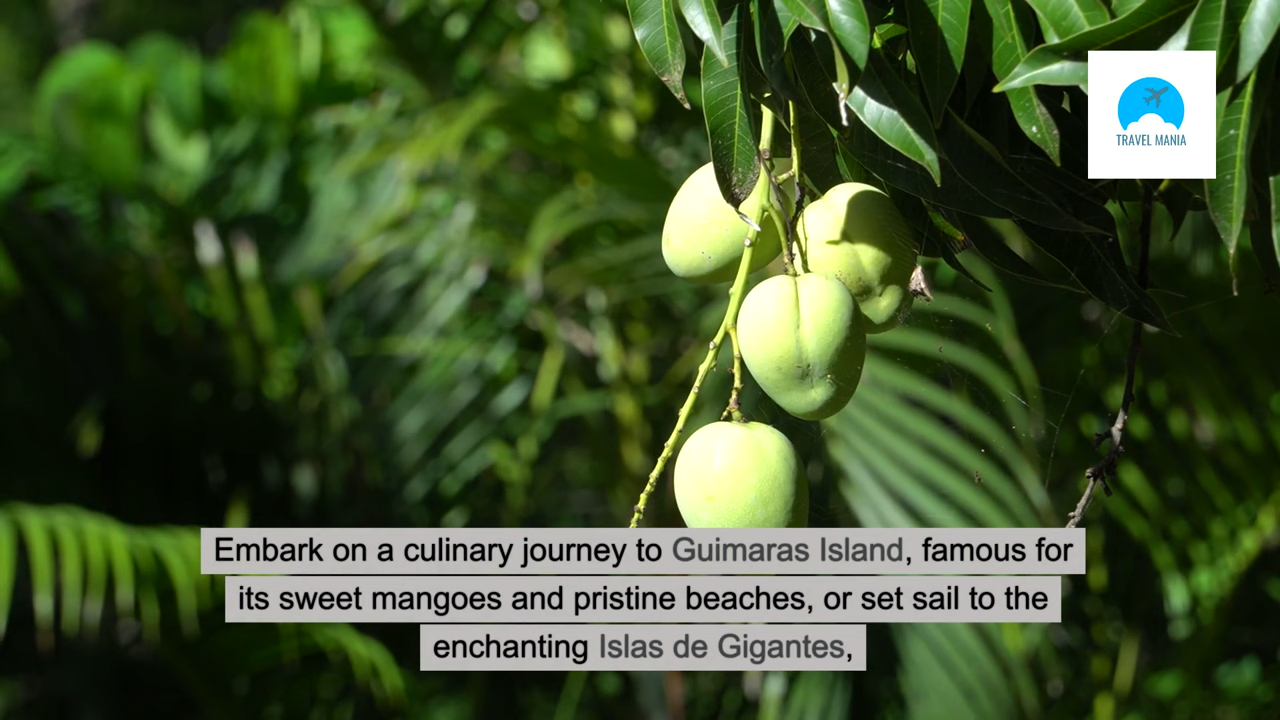 TRAVEL MANIA
Embark on a culinary journey to Guimaras Island, famous for
its sweet mangoes and pristine beaches, or set sail to the
enchanting Islas de Gigantes,